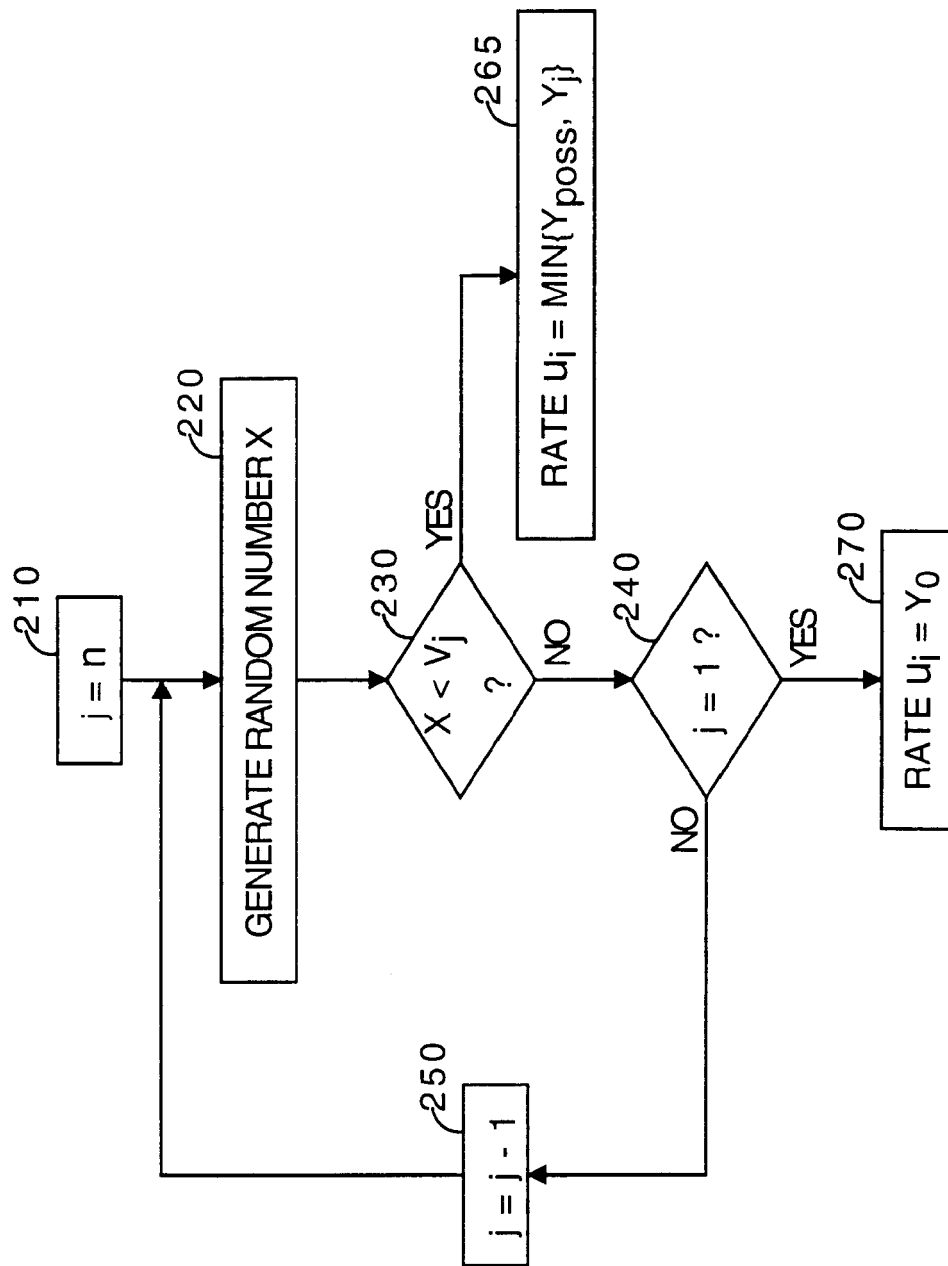 210
j = n
220
GENERATE RANDOM NUMBER X
230
X < Vj
?
YES
NO
265
RATE ui = MIN{Yposs, Yj}
240
j = 1 ?
NO
YES
250
j = j - 1
270
RATE ui = Y0